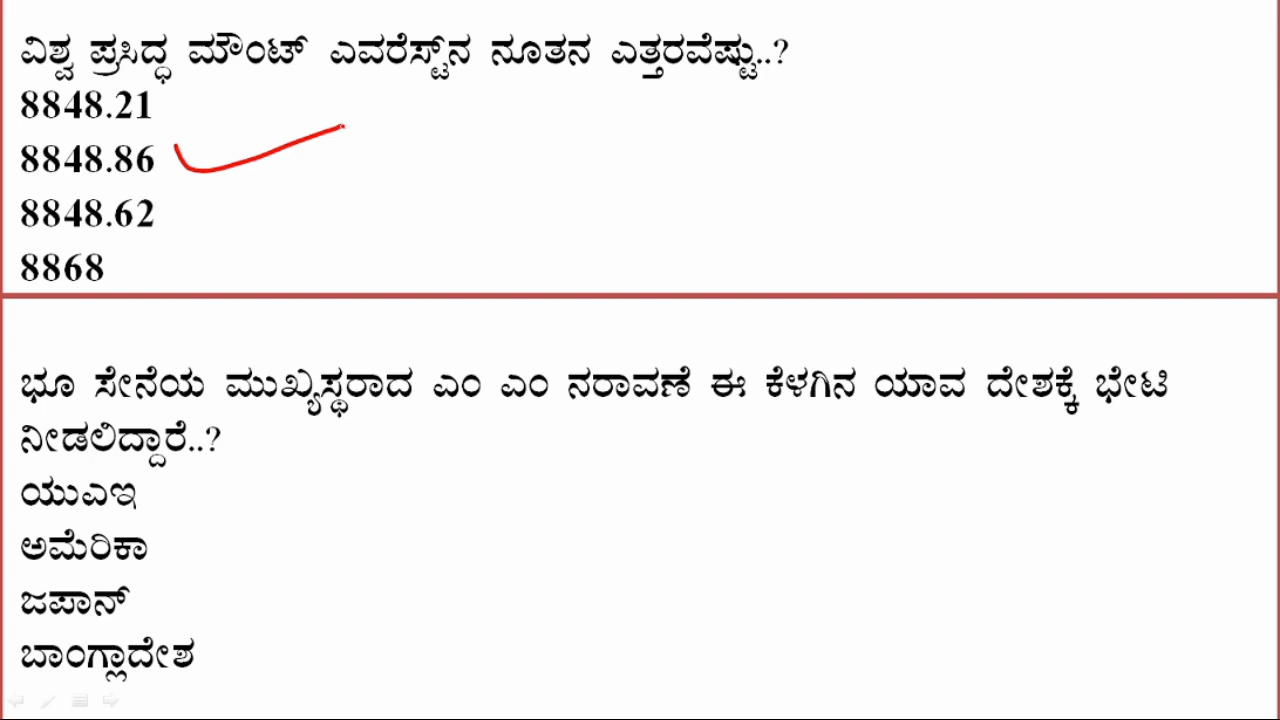 ವಿಶ್ವ ಪ್ರಸಿದ್ಧ ಮೌಂಟ್ ಎವರೆಸ್ಟ್‌ನ ನೂತನ ಎತ್ತರವೆಷ್ಟು..?
8848.21
8848.86
8848.62
8868
ಭೂ ಸೇನೆಯ ಮುಖ್ಯಸ್ಥರಾದ ಎಂ ಎಂ ನರಾವಣೆ ಈ ಕೆಳಗಿನ ಯಾವ ದೇಶಕ್ಕೆ ಭೇಟಿ
ನೀಡಲಿದ್ದಾರೆ..?
ಯುಎಇ
ಅಮೆರಿಕಾ
ಜಪಾನ್
ಬಾಂಗ್ಲಾದೇಶ